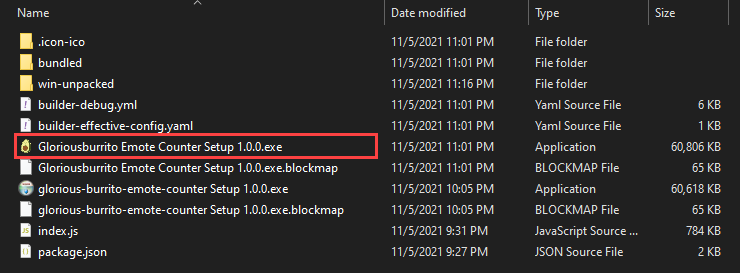 Name Date modified Type Size
.icon-ico 11/5/2021 11:01 PM File folder
bundled 11/5/2021 11:01 PM File folder
win-unpacked 11/5/2021 11:16 PM File folder
builder-debug.yml 11/5/2021 11:01 PM Yaml Source File 6 KB
builder-effective-config.yaml 11/5/2021 11:01 PM Yaml Source File 1 KB
Gloriousburrito Emote Counter Setup 1.0.0.exe 11/5/2021 11:01 PM Application 60,806 KB
Gloriousburrito Emote Counter Setup 1.0.0.exe.blockmap 11/5/2021 11:01 PM BLOCKMAP File 65 KB
glorious-burrito-emote-counter Setup 1.0.0.exe 11/5/2021 10:05 PM Application 60,618 KB
glorious-burrito-emote-counter Setup 1.0.0.exe.blockmap 11/5/2021 10:05 PM BLOCKMAP File 65 KB
index.js 11/5/2021 9:31 PM JavaScript Source ... 784 KB
package.json 11/5/2021 9:27 PM JSON Source File 1 KB